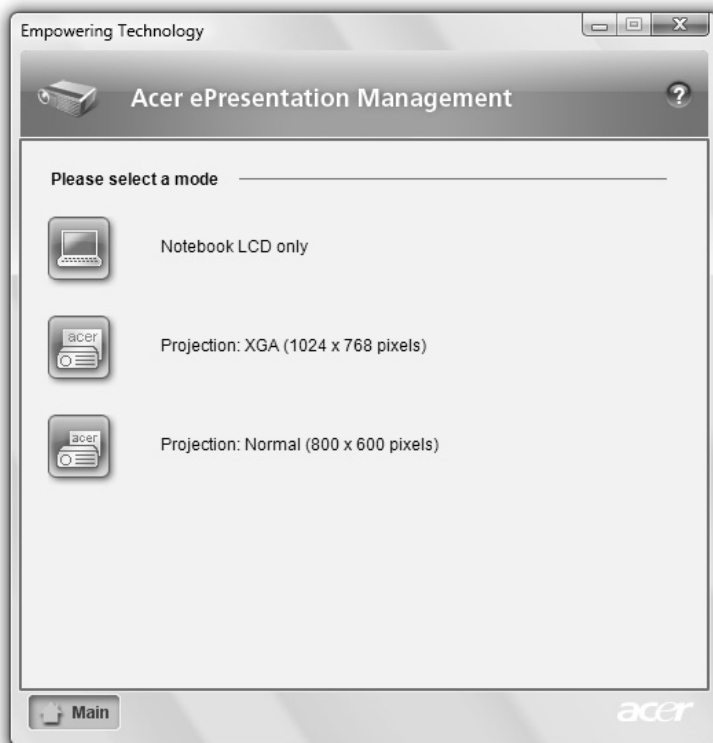 Empowering Technology
Acer ePresentation Management
?
Please select a mode
Notebook LCD only
acer
Projection: XGA (1024 x 768 pixels)
acer
Projection: Normal (800 x 600 pixels)
Main
acer